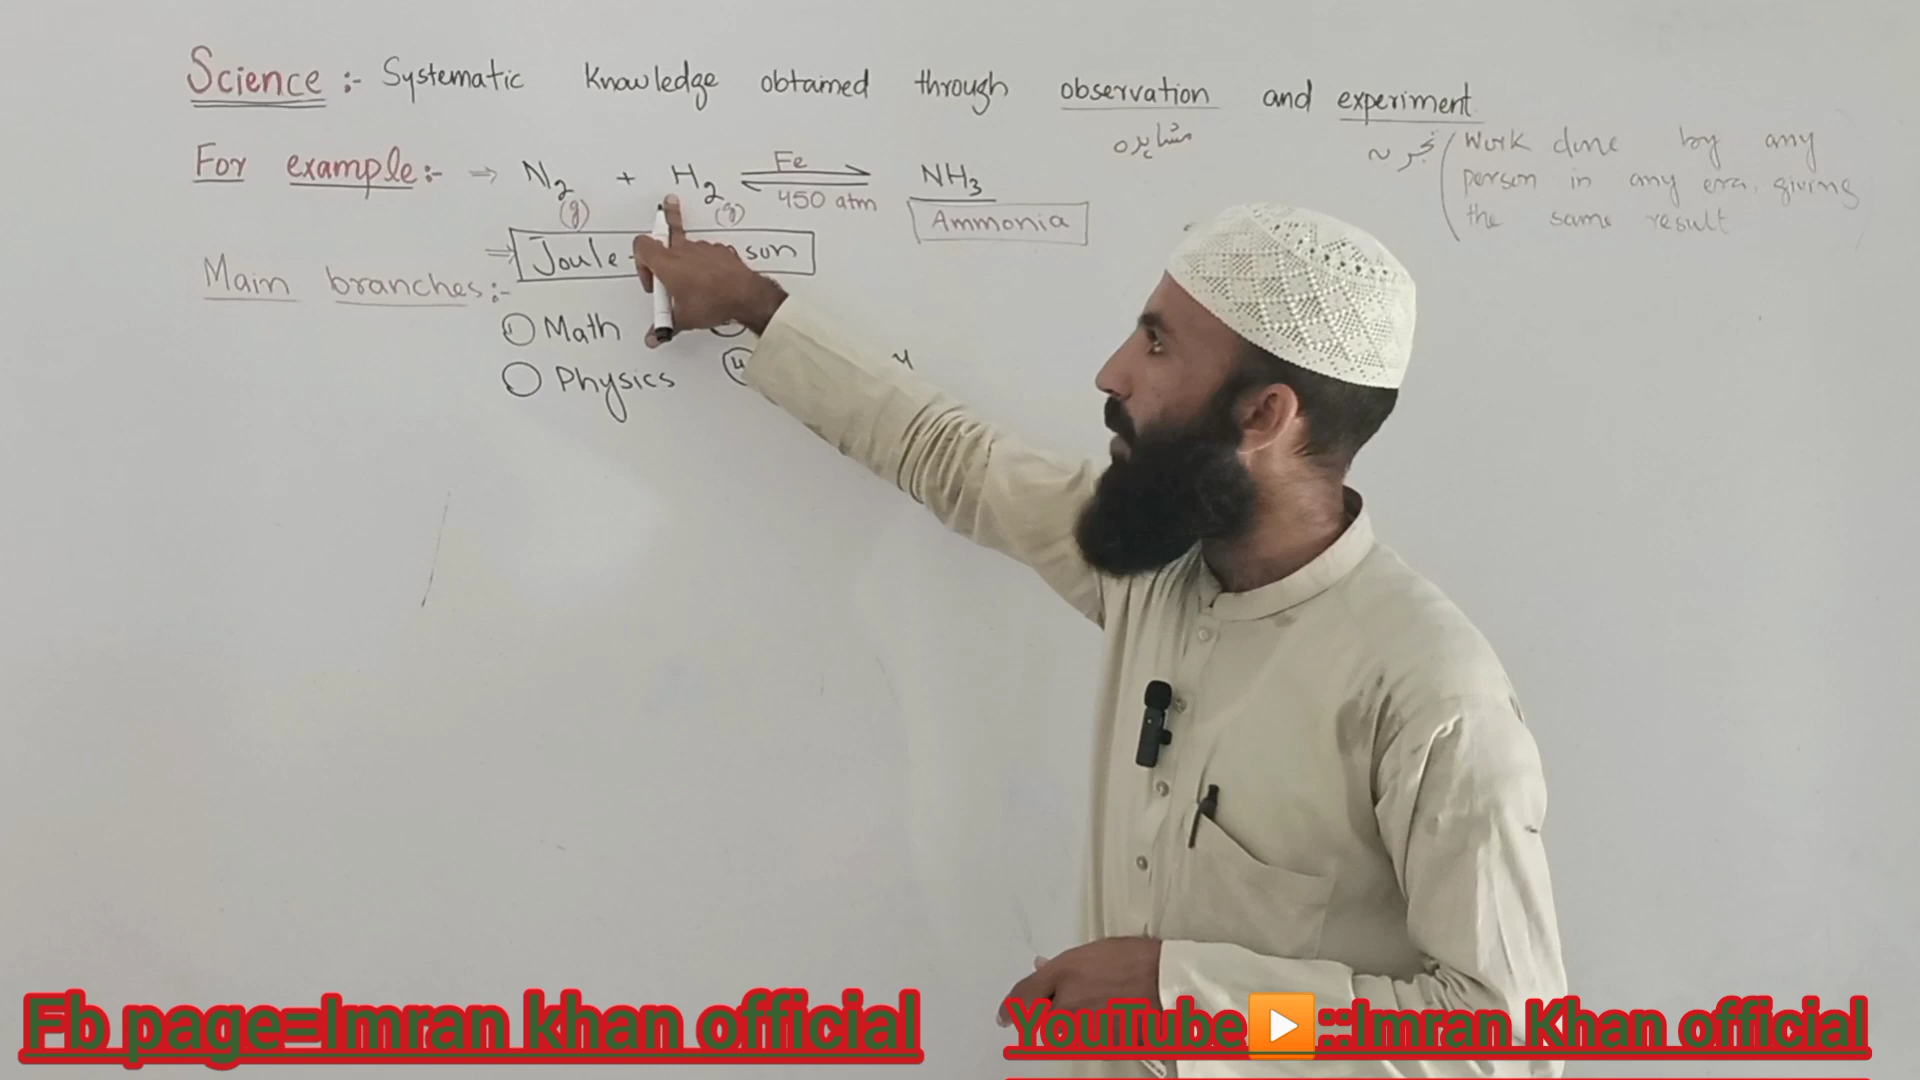 Science :- Systematic Knowledge obtained through observation and experiment
مشاہدہ
تجربہ
(Work done by any person in any era, giving the same result
For example:- → N2 (g) + H2 (g) Fe ⇌ 450 atm NH3
Ammonia
⇒ Joule - son
Main branches:-
① Math
Physics
4
Fb page=Imran khan official
YouTube▶️::Imran Khan official